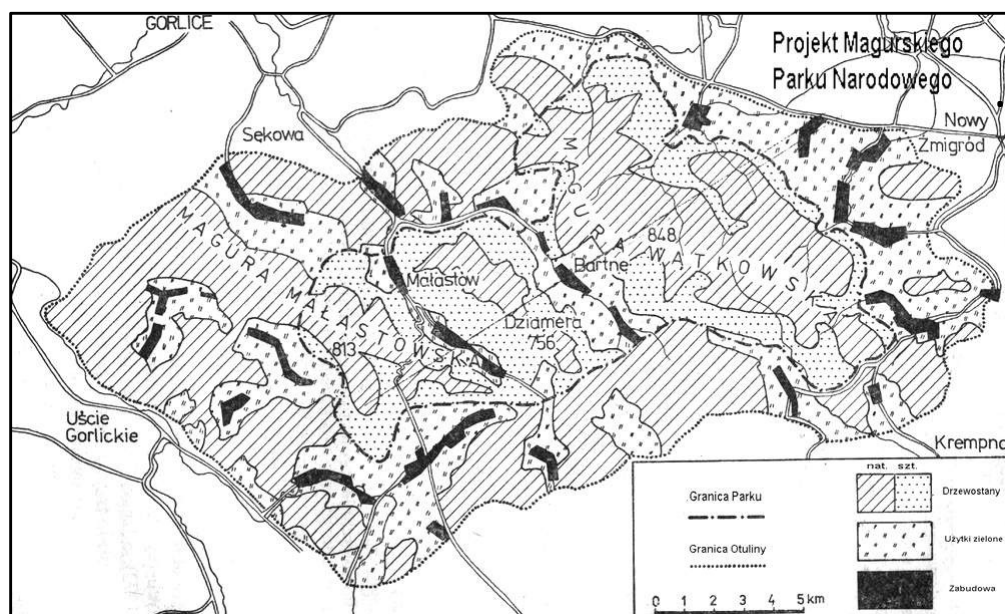 GORLICE
Projekt Magurskiego
Parku Narodowego
Sękowa
Nowy
Żmigród
MAGURA WĄTKOWSKA
848
Bartne
MAGURA MAŁASTOWSKA
813
Małastów
Dziamera
756
Uście
Gorlickie
Krempna
nat. szt.
Granica Parku
Drzewostany
Granica Otuliny
Użytki zielone
Zabudowa
0 1 2 3 4 5 km